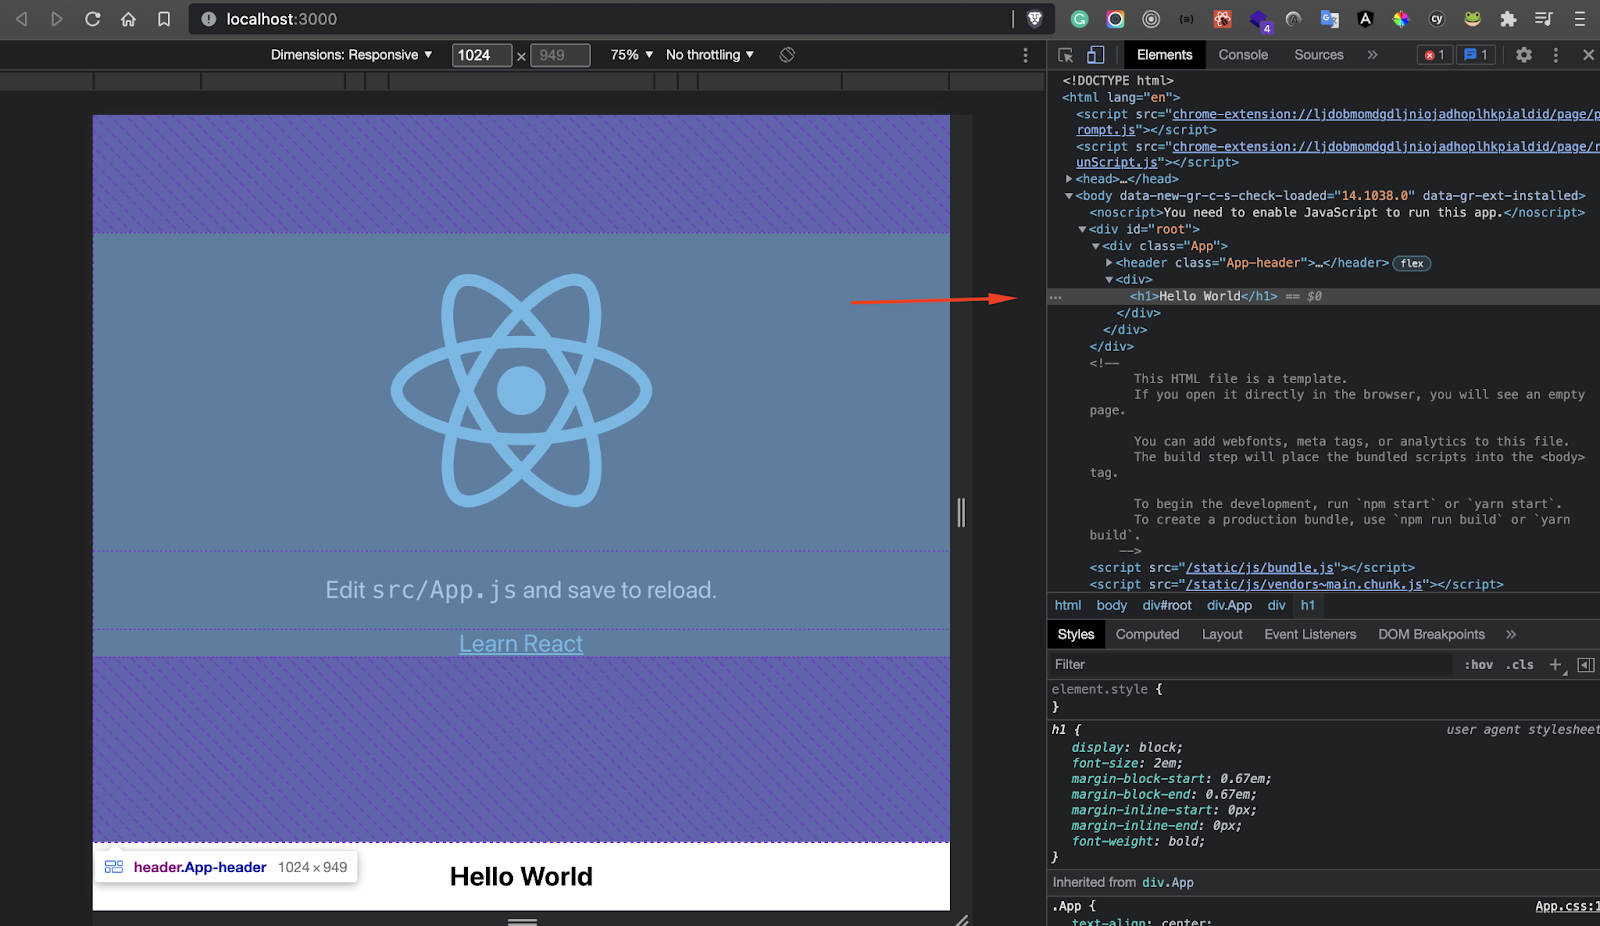 localhost:3000
4
Dimensions: Responsive ▼ 1024 × 949 75% ▼ No throttling ▼
Elements Console Sources » 1 1
<!DOCTYPE html>
<html lang="en">
<script src="chrome-extension://ljdobmomdgdljniojadhoplhkpialdid/page/p
rompt.js"></script>
<script src="chrome-extension://ljdobmomdgdljniojadhoplhkpialdid/page/r
unScript.js"></script>
▶<head>…</head>
▼<body data-new-gr-c-s-check-loaded="14.1038.0" data-gr-ext-installed>
<noscript>You need to enable JavaScript to run this app.</noscript>
▼<div id="root">
▼<div class="App">
▶<header class="App-header">…</header> flex
▼<div>
<h1>Hello World</h1> == $0
</div>
</div>
</div>
<!--
This HTML file is a template.
If you open it directly in the browser, you will see an empty
page.
You can add webfonts, meta tags, or analytics to this file.
The build step will place the bundled scripts into the <body>
tag.
To begin the development, run `npm start` or `yarn start`.
To create a production bundle, use `npm run build` or `yarn
build`.
-->
<script src="/static/js/bundle.js"></script>
<script src="/static/js/vendors~main.chunk.js"></script>
html body div#root div.App div h1
Styles Computed Layout Event Listeners DOM Breakpoints »
Filter :hov .cls +
element.style {
}
h1 { user agent stylesheet
display: block;
font-size: 2em;
margin-block-start: 0.67em;
margin-block-end: 0.67em;
margin-inline-start: 0px;
margin-inline-end: 0px;
font-weight: bold;
}
Inherited from div.App
.App { App.css:1
text-align: center;
Edit src/App.js and save to reload.
Learn React
header.App-header 1024 × 949
Hello World